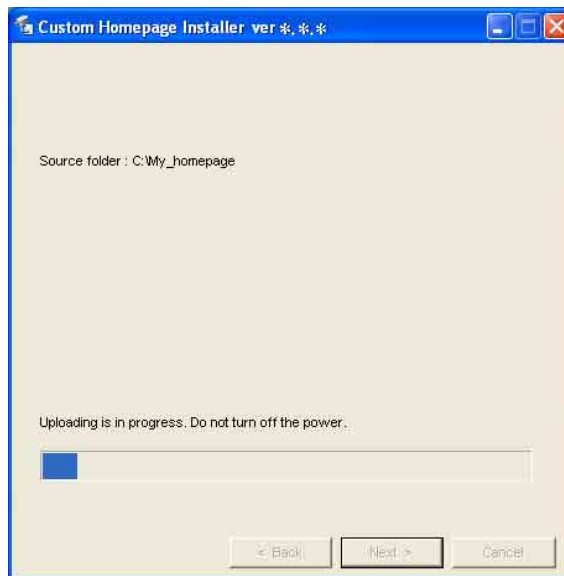 Custom Homepage Installer ver *.*.*
Source folder : C:\My_homepage
Uploading is in progress. Do not turn off the power.
< Back
Next >
Cancel